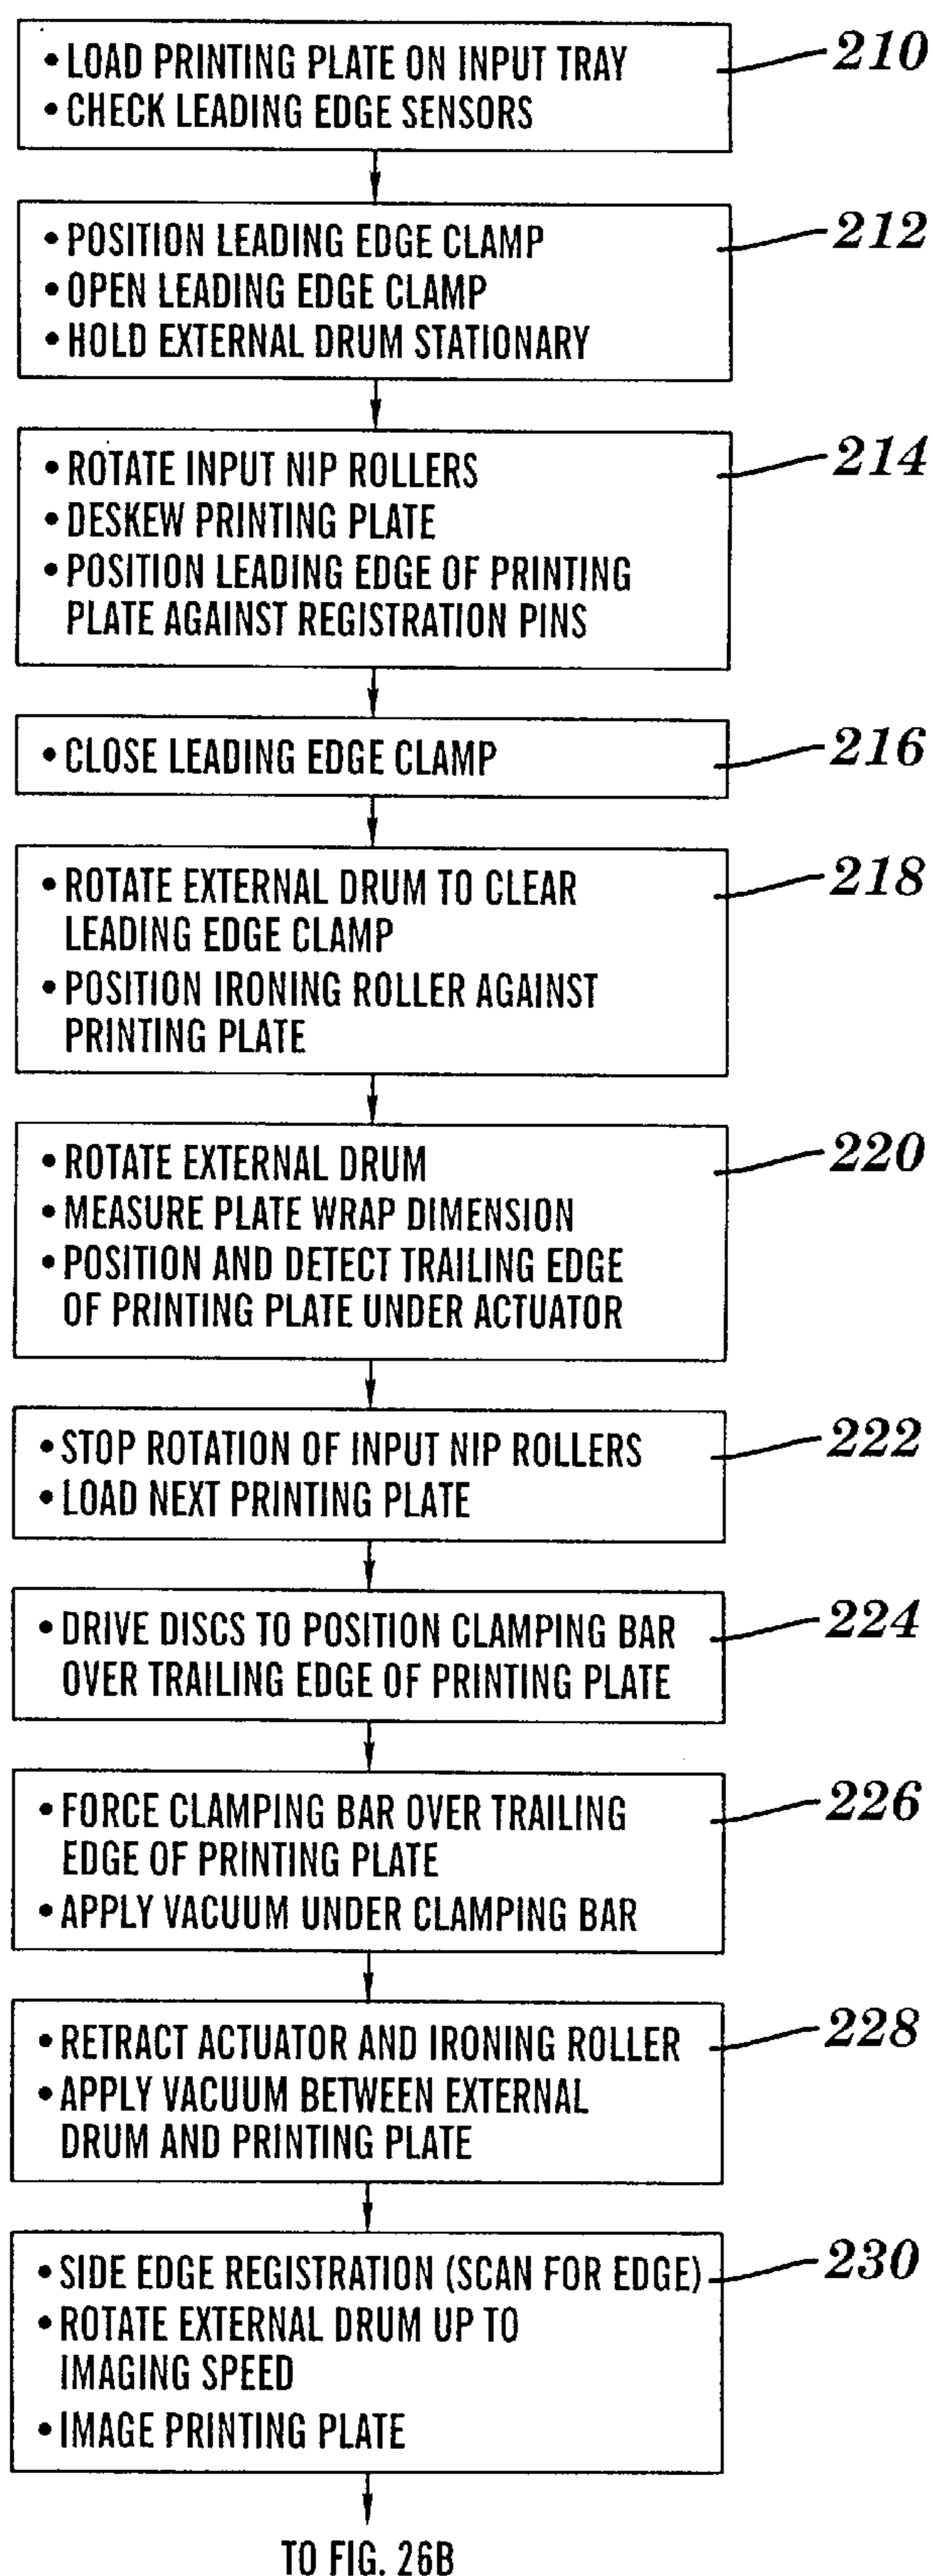 • LOAD PRINTING PLATE ON INPUT TRAY
• CHECK LEADING EDGE SENSORS
210
• POSITION LEADING EDGE CLAMP
• OPEN LEADING EDGE CLAMP
• HOLD EXTERNAL DRUM STATIONARY
212
• ROTATE INPUT NIP ROLLERS
• DESKEW PRINTING PLATE
• POSITION LEADING EDGE OF PRINTING
PLATE AGAINST REGISTRATION PINS
214
• CLOSE LEADING EDGE CLAMP
216
• ROTATE EXTERNAL DRUM TO CLEAR
LEADING EDGE CLAMP
• POSITION IRONING ROLLER AGAINST
PRINTING PLATE
218
• ROTATE EXTERNAL DRUM
• MEASURE PLATE WRAP DIMENSION
• POSITION AND DETECT TRAILING EDGE
OF PRINTING PLATE UNDER ACTUATOR
220
• STOP ROTATION OF INPUT NIP ROLLERS
• LOAD NEXT PRINTING PLATE
222
• DRIVE DISCS TO POSITION CLAMPING BAR
OVER TRAILING EDGE OF PRINTING PLATE
224
• FORCE CLAMPING BAR OVER TRAILING
EDGE OF PRINTING PLATE
• APPLY VACUUM UNDER CLAMPING BAR
226
• RETRACT ACTUATOR AND IRONING ROLLER
• APPLY VACUUM BETWEEN EXTERNAL
DRUM AND PRINTING PLATE
228
• SIDE EDGE REGISTRATION (SCAN FOR EDGE)
• ROTATE EXTERNAL DRUM UP TO
IMAGING SPEED
• IMAGE PRINTING PLATE
230
TO FIG. 26B